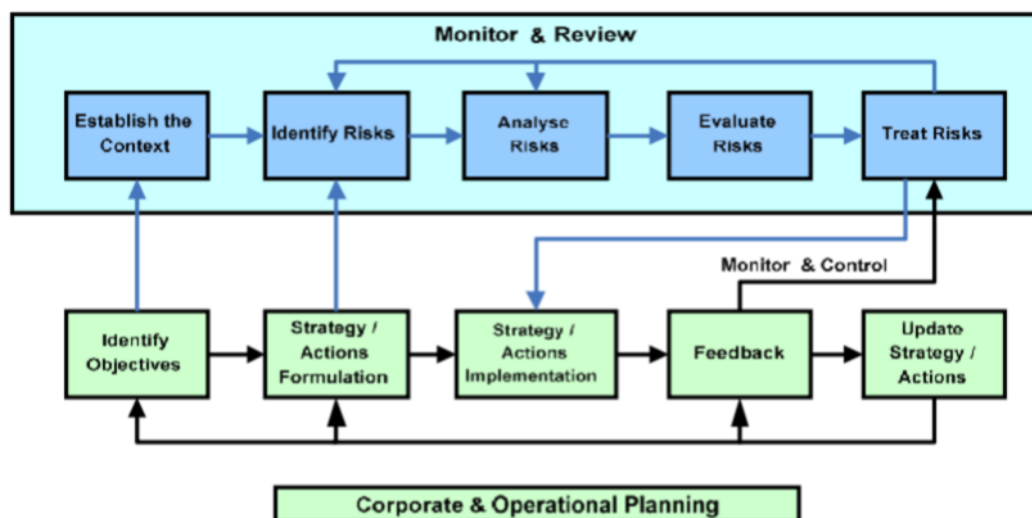 Monitor & Review
Establish the
Context
Identify Risks
Analyse
Risks
Evaluate
Risks
Treat Risks
Monitor & Control
Identify
Objectives
Strategy /
Actions
Formulation
Strategy /
Actions
Implementation
Feedback
Update
Strategy /
Actions
Corporate & Operational Planning